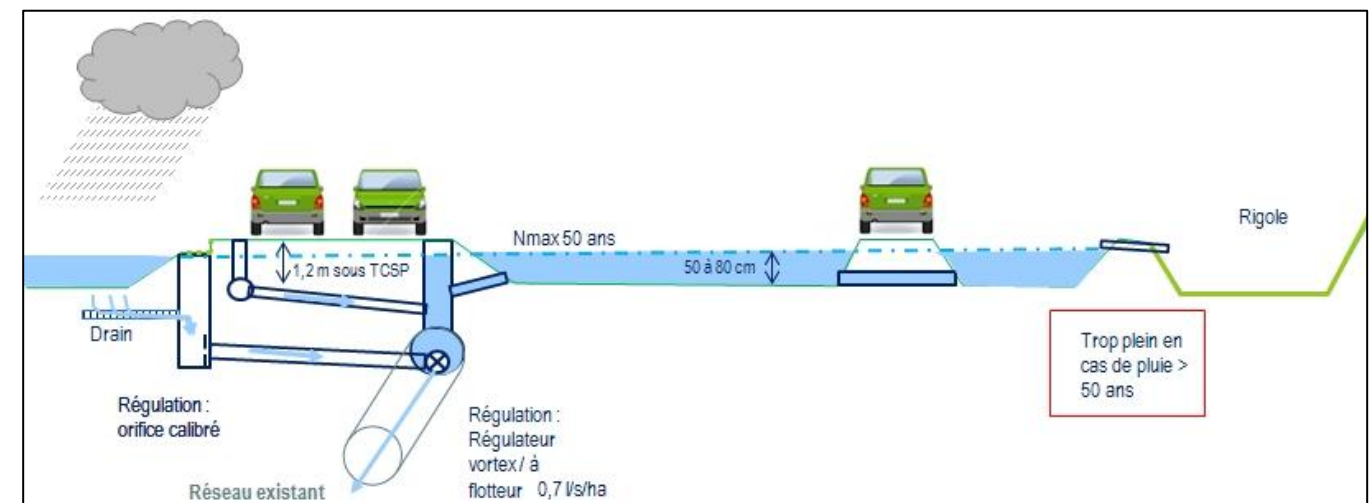 Nmax 50 ans
Rigole
1,2 m sous TCSP
50 à 80 cm
Drain
Trop plein en
cas de pluie >
50 ans
Régulation :
orifice calibré
Régulation :
Régulateur
vortex / à
flotteur 0,7 l/s/ha
Réseau existant